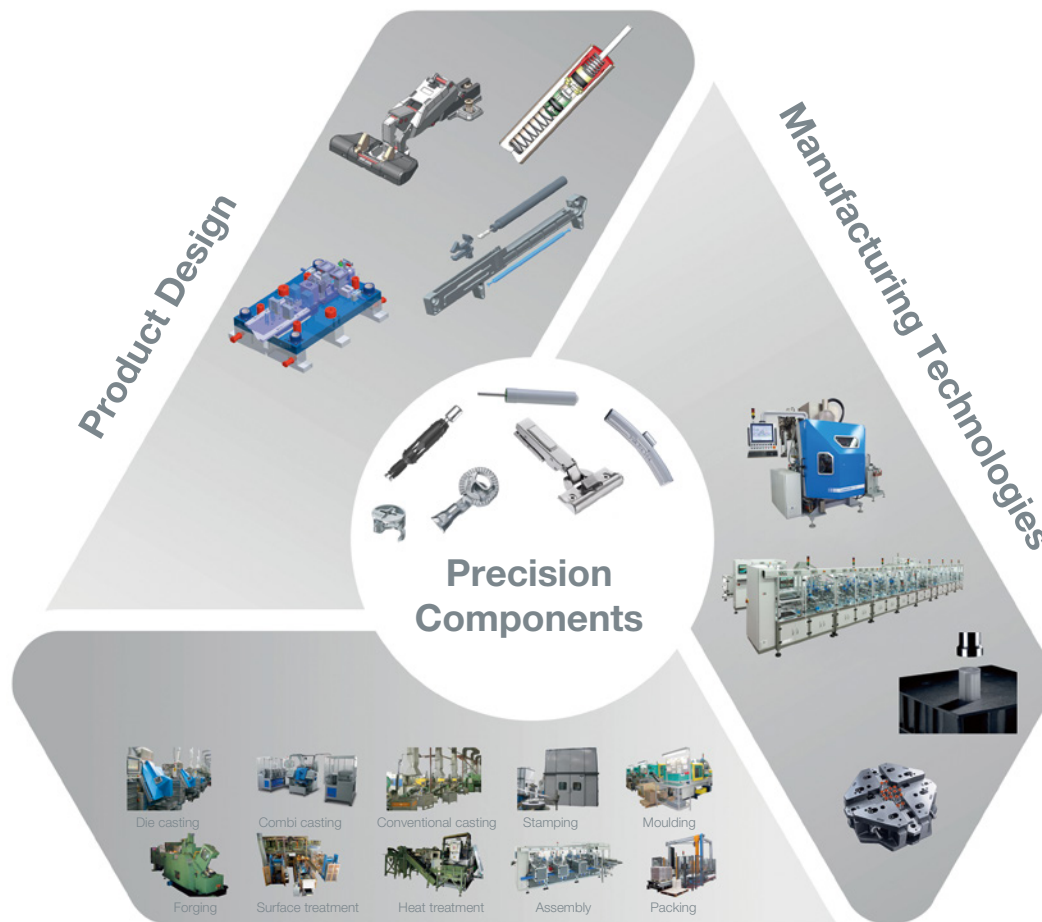 Product Design
Manufacturing Technologies
Precision
Components
Die casting
Combi casting
Conventional casting
Stamping
Moulding
Forging
Surface treatment
Heat treatment
Assembly
Packing